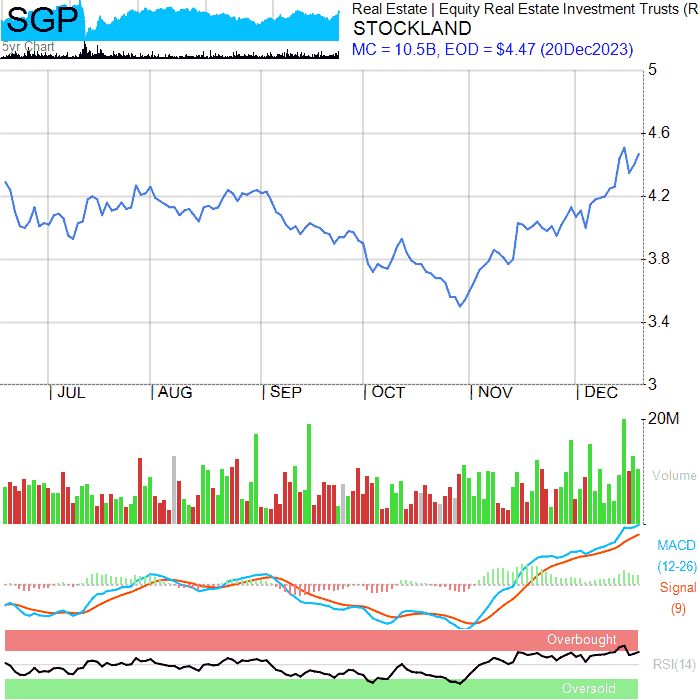 SGP
5yr Chart
Real Estate | Equity Real Estate Investment Trusts (R
STOCKLAND
MC = 10.5B, EOD = $4.47 (20Dec2023)
5
4.6
4.2
3.8
3.4
3
| JUL | AUG | SEP | OCT | NOV | DEC
20M
Volume
MACD
(12-26)
Signal
(9)
Overbought
RSI(14)
Oversold